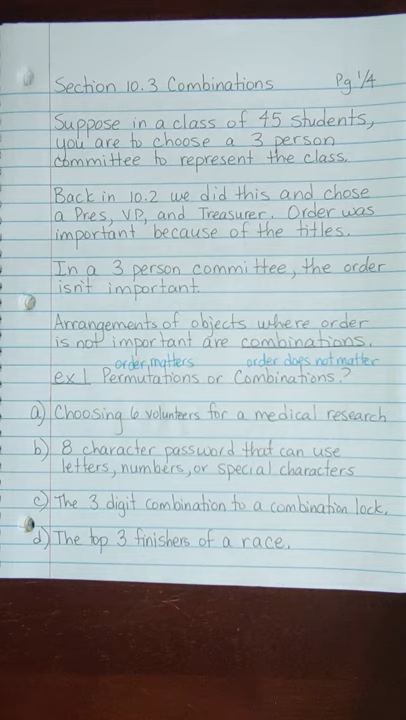 Section 10.3 Combinations Pg 1/4
Suppose in a class of 45 students,
you are to choose a 3 person
committee to represent the class.
Back in 10.2 we did this and chose
a Pres, VP, and Treasurer. Order was
important because of the titles.
In a 3 person committee, the order
isn't important.
Arrangements of objects where order
is not important are combinations.
order matters order does not matter
ex 1 Permutations or Combinations?
a) Choosing 6 volunteers for a medical research
b) 8 character password that can use
letters, numbers, or special characters
c) The 3 digit combination to a combination lock.
d) The top 3 finishers of a race.